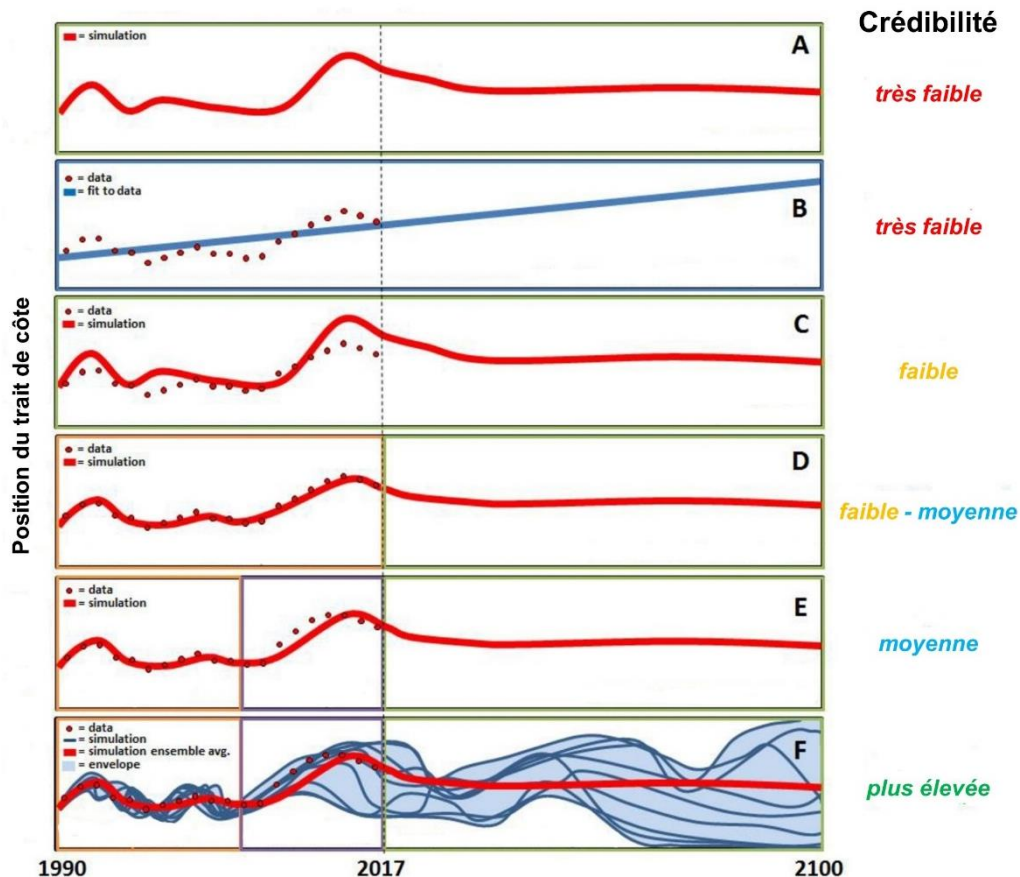 Crédibilité
= simulation
A
très faible
= data
= fit to data
B
très faible
= data
= simulation
C
faible
= data
= simulation
D
faible - moyenne
= data
= simulation
E
moyenne
= data
= simulation
= simulation ensemble avg.
= envelope
F
plus élevée
Position du trait de côte
1990
2017
2100